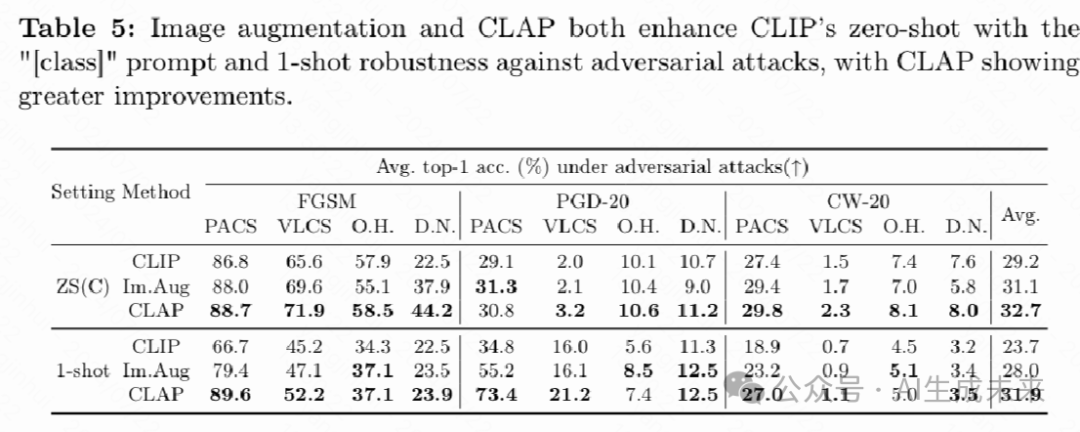 Table 5: Image augmentation and CLAP both enhance CLIP's zero-shot with the
"[class]" prompt and 1-shot robustness against adversarial attacks, with CLAP showing
greater improvements.
Setting Method Avg. top-1 acc. (%) under adversarial attacks(↑)
FGSM PGD-20 CW-20 Avg.
PACS VLCS O.H. D.N. PACS VLCS O.H. D.N. PACS VLCS O.H. D.N.
CLIP 86.8 65.6 57.9 22.5 29.1 2.0 10.1 10.7 27.4 1.5 7.4 7.6 29.2
ZS(C) Im.Aug 88.0 69.6 55.1 37.9 31.3 2.1 10.4 9.0 29.4 1.7 7.0 5.8 31.1
CLAP 88.7 71.9 58.5 44.2 30.8 3.2 10.6 11.2 29.8 2.3 8.1 8.0 32.7
CLIP 66.7 45.2 34.3 22.5 34.8 16.0 5.6 11.3 18.9 0.7 4.5 3.2 23.7
1-shot Im.Aug 79.4 47.1 37.1 23.5 55.2 16.1 8.5 12.5 23.2 0.9 5.1 3.4 28.0
CLAP 89.6 52.2 37.1 23.9 73.4 21.2 7.4 12.5 27.0 1.1 5.0 3.5 31.9
公众号 · AI生成未来